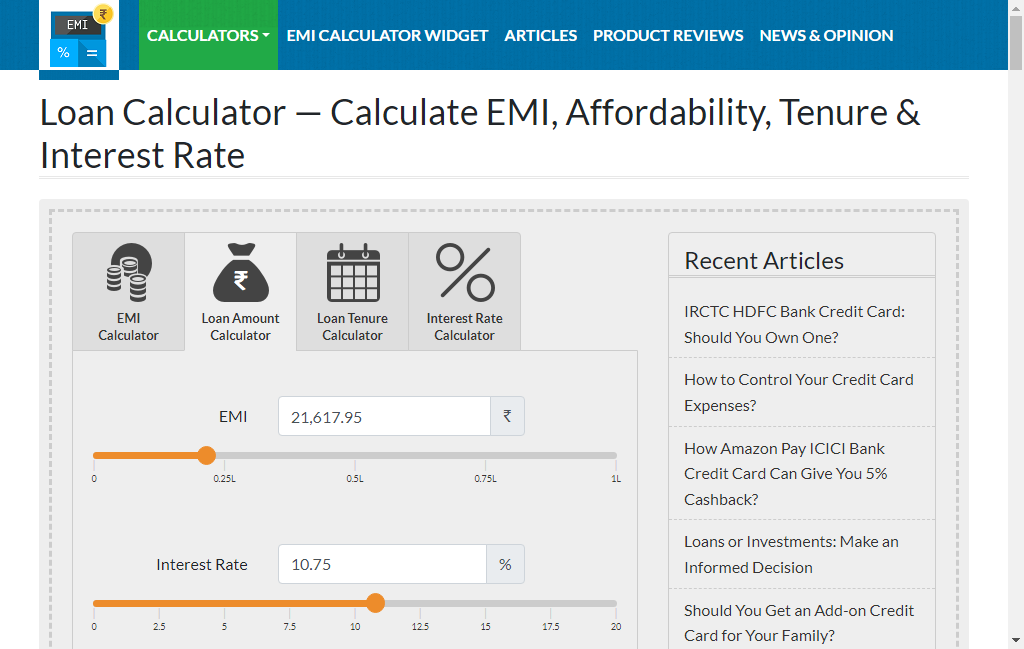 EMI ₹
% =
CALCULATORS EMI CALCULATOR WIDGET ARTICLES PRODUCT REVIEWS NEWS & OPINION
Loan Calculator — Calculate EMI, Affordability, Tenure &
Interest Rate
EMI
Calculator
₹
Loan Amount
Calculator
Loan Tenure
Calculator
Interest Rate
Calculator
EMI 21,617.95 ₹
0 0.25L 0.5L 0.75L 1L
Interest Rate 10.75 %
0 2.5 5 7.5 10 12.5 15 17.5 20
Recent Articles
IRCTC HDFC Bank Credit Card:
Should You Own One?
How to Control Your Credit Card
Expenses?
How Amazon Pay ICICI Bank
Credit Card Can Give You 5%
Cashback?
Loans or Investments: Make an
Informed Decision
Should You Get an Add-on Credit
Card for Your Family?